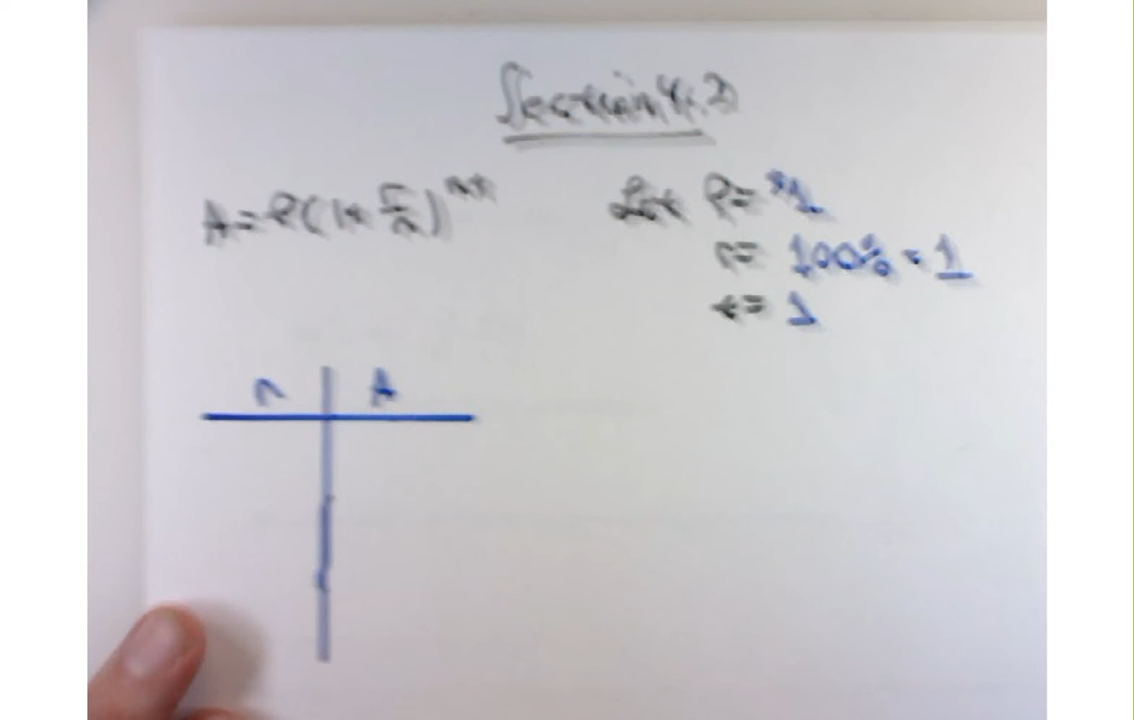 Section 4.2
A = P(1 + r/n)^nt
Let P = $1
r = 100% = 1
t = 1
n A